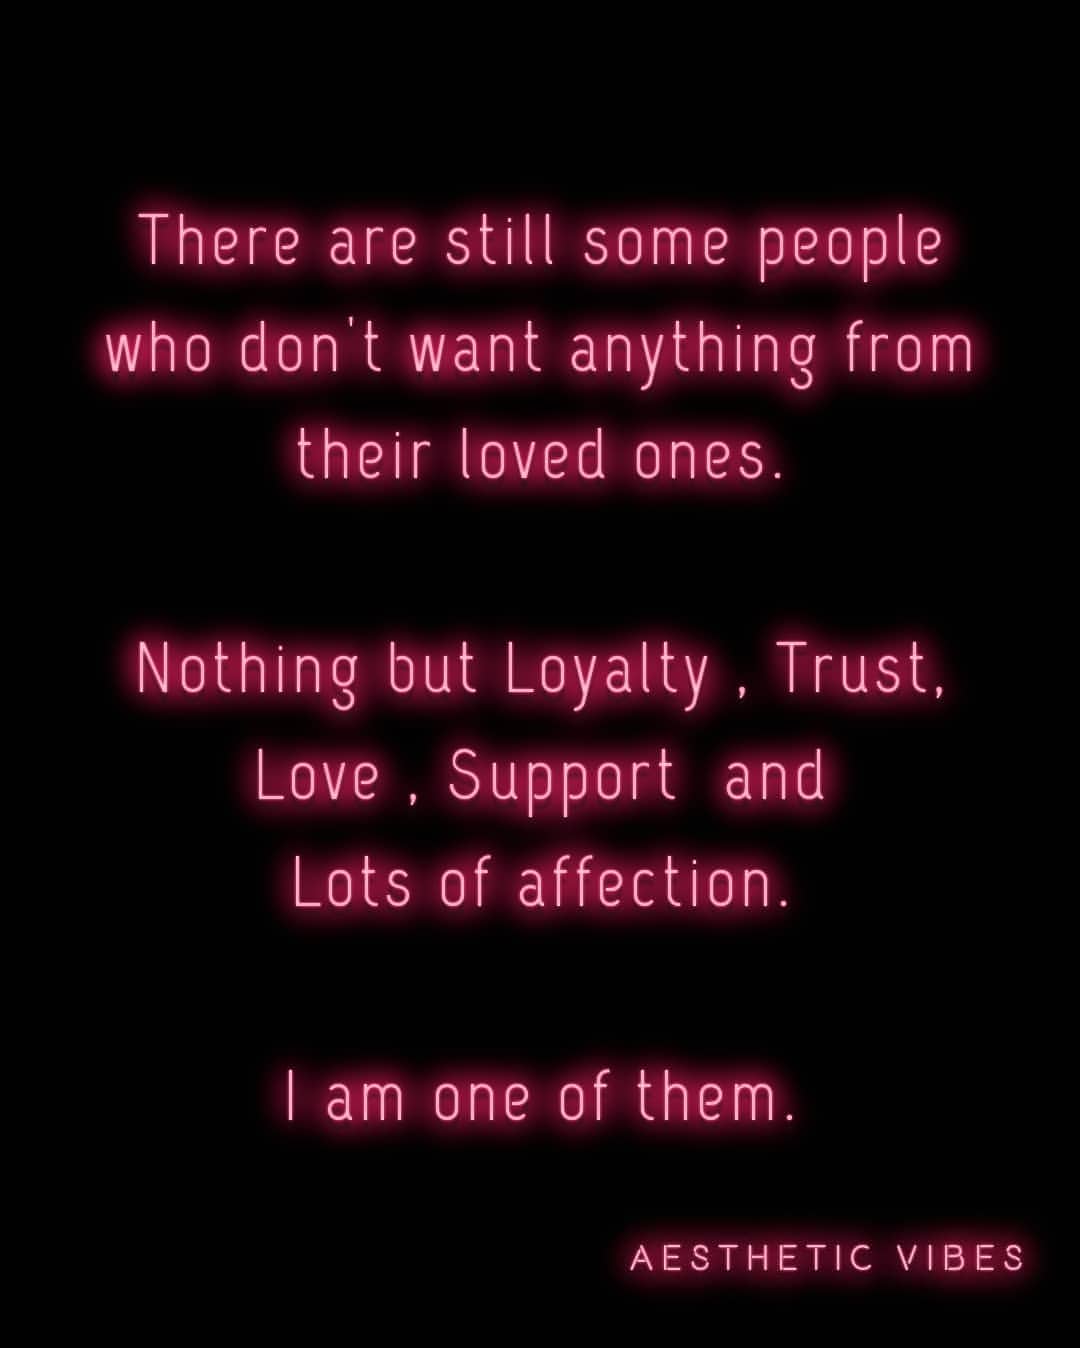 There are still some people
who don't want anything from
their loved ones.
Nothing but Loyalty , Trust,
Love , Support  and
Lots of affection.
I am one of them.
AESTHETIC VIBES